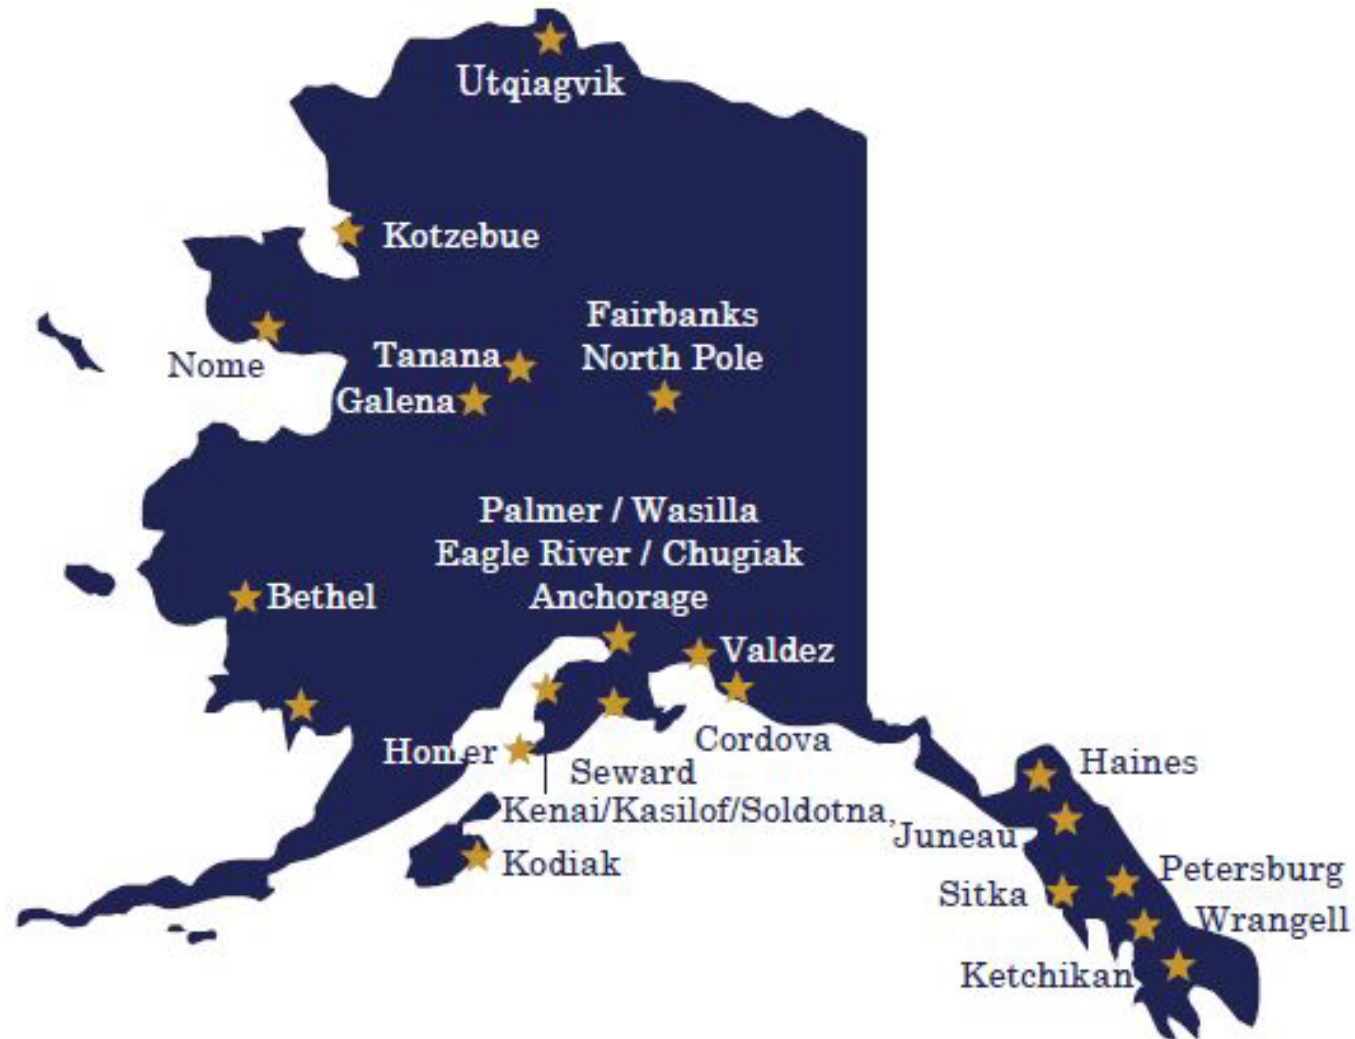 Utqiagvik
Kotzebue
Fairbanks
North Pole
Nome
Tanana
Galena
Palmer / Wasilla
Eagle River / Chugiak
Anchorage
Bethel
Valdez
Cordova
Homer
Seward
Kenai/Kasilof/Soldotna,
Kodiak
Haines
Juneau
Petersburg
Sitka
Wrangell
Ketchikan